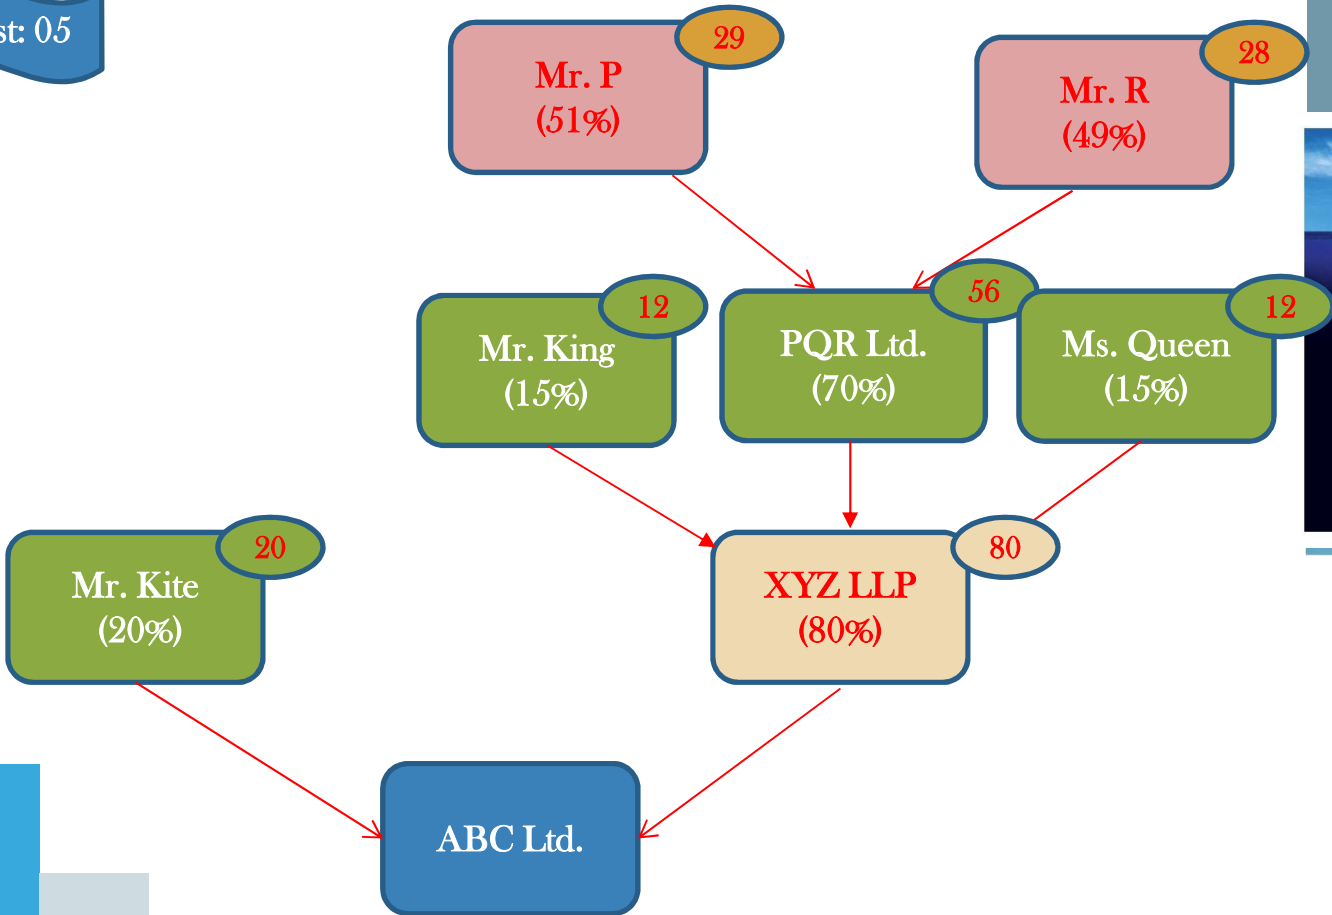 st: 05
29
Mr. P
(51%)
28
Mr. R
(49%)
12
Mr. King
(15%)
56
PQR Ltd.
(70%)
12
Ms. Queen
(15%)
20
Mr. Kite
(20%)
80
XYZ LLP
(80%)
ABC Ltd.